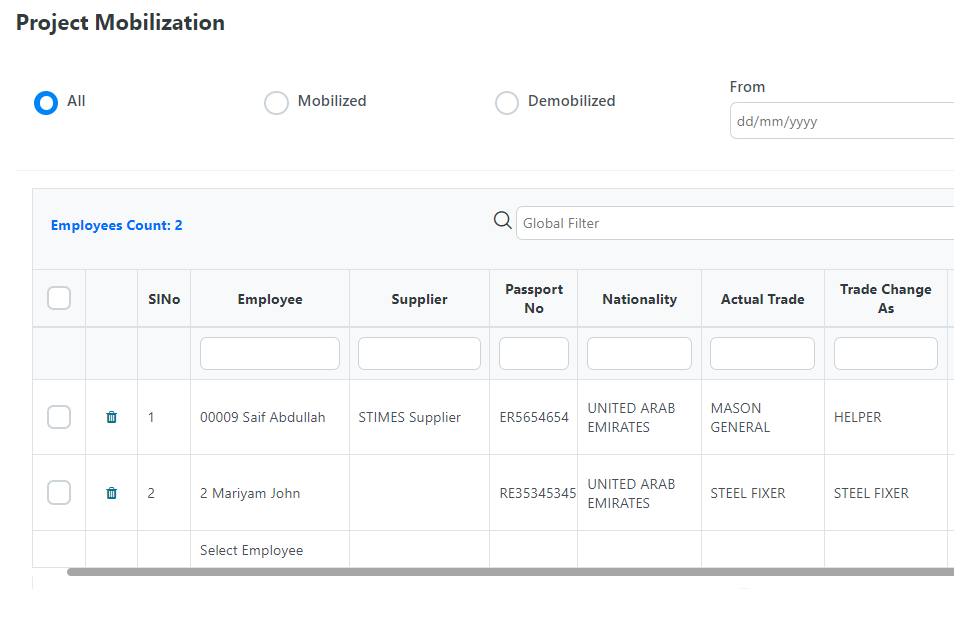 Project Mobilization
All
Mobilized
Demobilized
From
dd/mm/yyyy
Employees Count: 2
Global Filter
SlNo
Employee
Supplier
Passport
No
Nationality
Actual Trade
Trade Change
As
1
00009 Saif Abdullah
STIMES Supplier
ER5654654
UNITED ARAB
EMIRATES
MASON
GENERAL
HELPER
2
2 Mariyam John
RE35345345
UNITED ARAB
EMIRATES
STEEL FIXER
STEEL FIXER
Select Employee